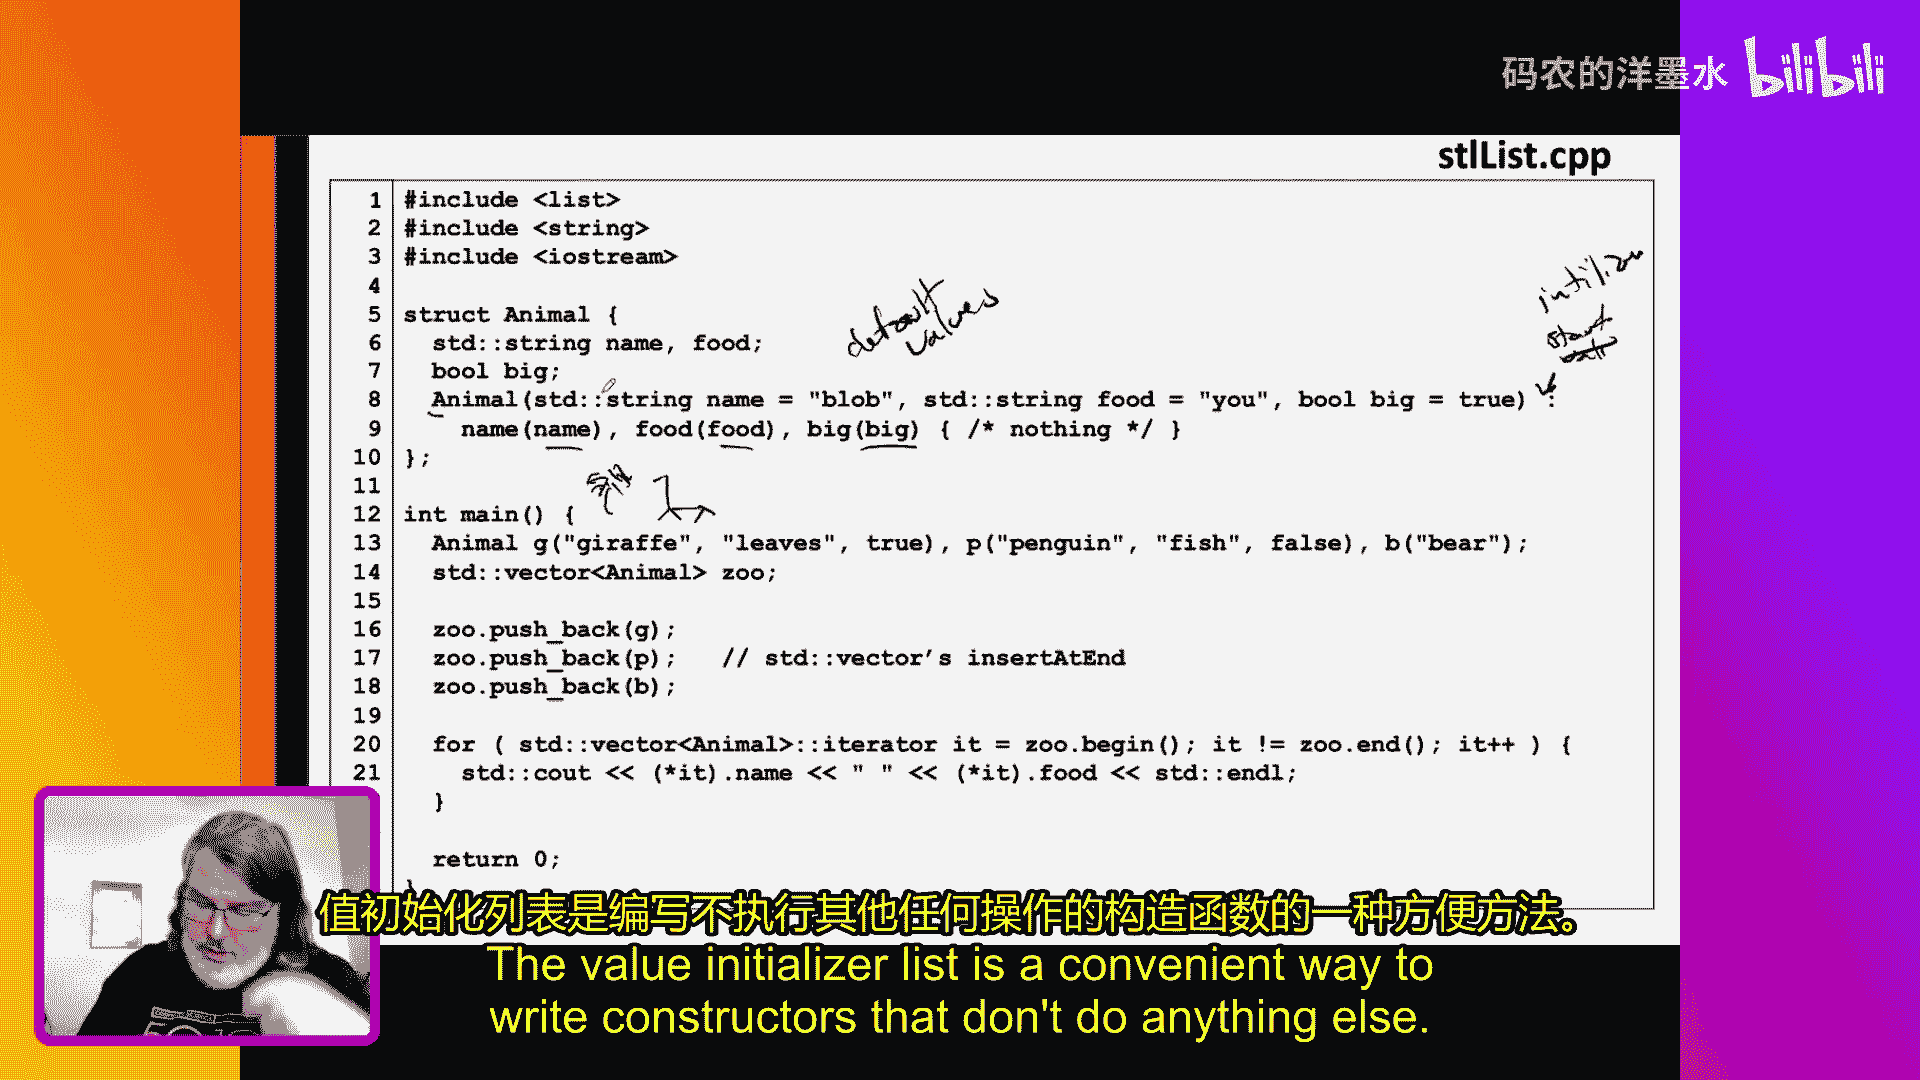 码农的洋墨水 bilibili
stlList.cpp
1 #include <list>
2 #include <string>
3 #include <iostream>
4
5 struct Animal {
6 std::string name, food;
7 bool big;
8 Animal(std::string name = "blob", std::string food = "you", bool big = true) :
9 name(name), food(food), big(big) { /* nothing */ }
10 };
11
12 int main() {
13 Animal g("giraffe", "leaves", true), p("penguin", "fish", false), b("bear");
14 std::vector<Animal> zoo;
15
16 zoo.push_back(g);
17 zoo.push_back(p); // std::vector’s insertAtEnd
18 zoo.push_back(b);
19
20 for ( std::vector<Animal>::iterator it = zoo.begin(); it != zoo.end(); it++ ) {
21 std::cout << (*it).name << " " << (*it).food << std::endl;
}
return 0;
}
default
values
值初始化列表是编写不执行其他任何操作的构造函数的一种方便方法。
The value initializer list is a convenient way to
write constructors that don't do anything else.